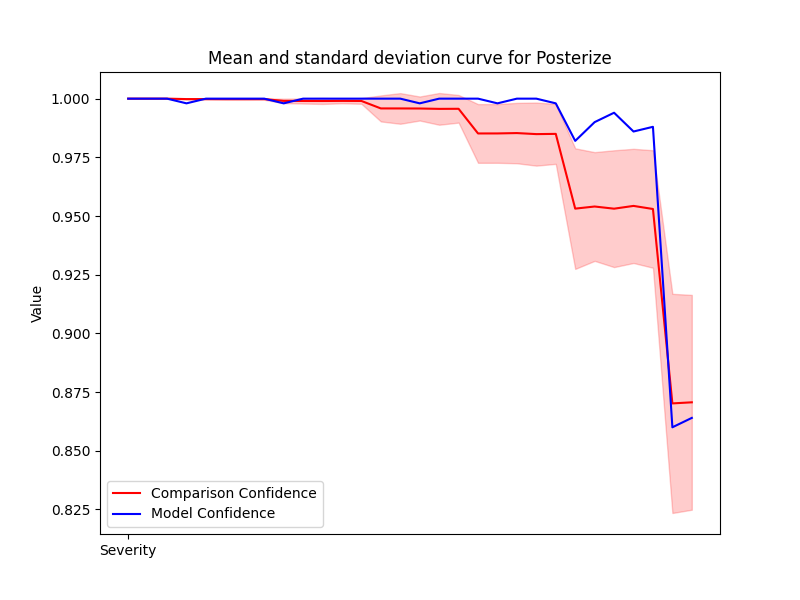 Mean and standard deviation curve for Posterize
1.000
0.975
0.950
0.925
0.900
0.875
0.850
0.825
Value
Comparison Confidence
Model Confidence
Severity